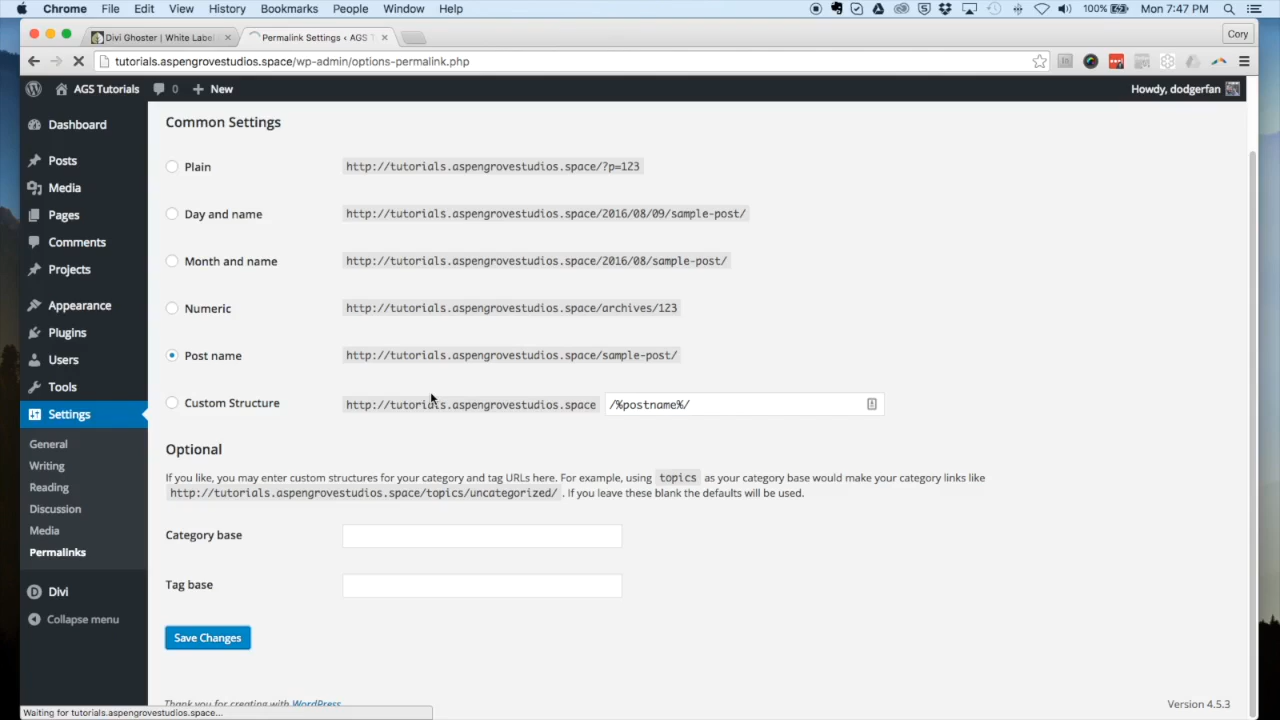 Chrome File Edit View History Bookmarks People Window Help 100% Mon 7:47 PM
Divi Ghoster | White Label Permalink Settings ‹ AGS T Cory
tutorials.aspengrovestudios.space/wp-admin/options-permalink.php
AGS Tutorials 0 + New Howdy, dodgerfan
Dashboard
Posts
Media
Pages
Comments
Projects
Appearance
Plugins
Users
Tools
Settings
General
Writing
Reading
Discussion
Media
Permalinks
Divi
Collapse menu
Common Settings
Plain http://tutorials.aspengrovestudios.space/?p=123
Day and name http://tutorials.aspengrovestudios.space/2016/08/09/sample-post/
Month and name http://tutorials.aspengrovestudios.space/2016/08/sample-post/
Numeric http://tutorials.aspengrovestudios.space/archives/123
Post name http://tutorials.aspengrovestudios.space/sample-post/
Custom Structure http://tutorials.aspengrovestudios.space /%postname%/
Optional
If you like, you may enter custom structures for your category and tag URLs here. For example, using topics as your category base would make your category links like
http://tutorials.aspengrovestudios.space/topics/uncategorized/ . If you leave these blank the defaults will be used.
Category base
Tag base
Save Changes
Thank you for creating with WordPress Version 4.5.3
Waiting for tutorials.aspengrovestudios.space...